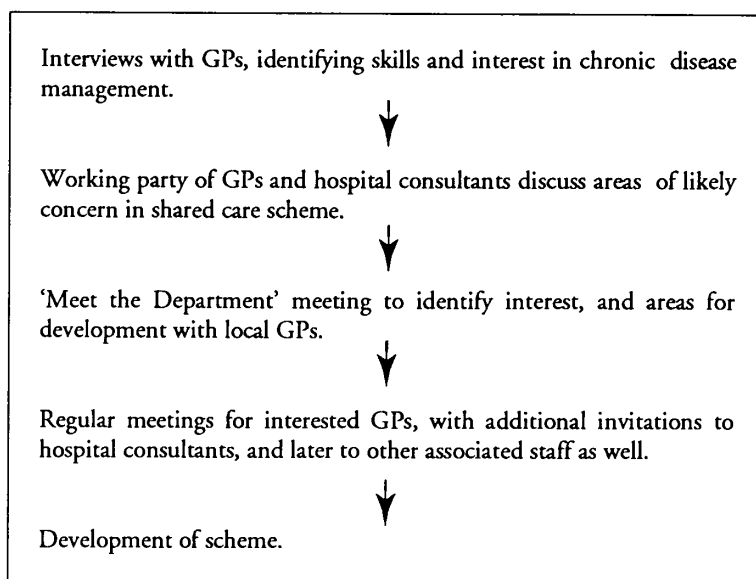 Interviews with GPs, identifying skills and interest in chronic disease
management.
Working party of GPs and hospital consultants discuss areas of likely
concern in shared care scheme.
‘Meet the Department’ meeting to identify interest, and areas for
development with local GPs.
Regular meetings for interested GPs, with additional invitations to
hospital consultants, and later to other associated staff as well.
Development of scheme.